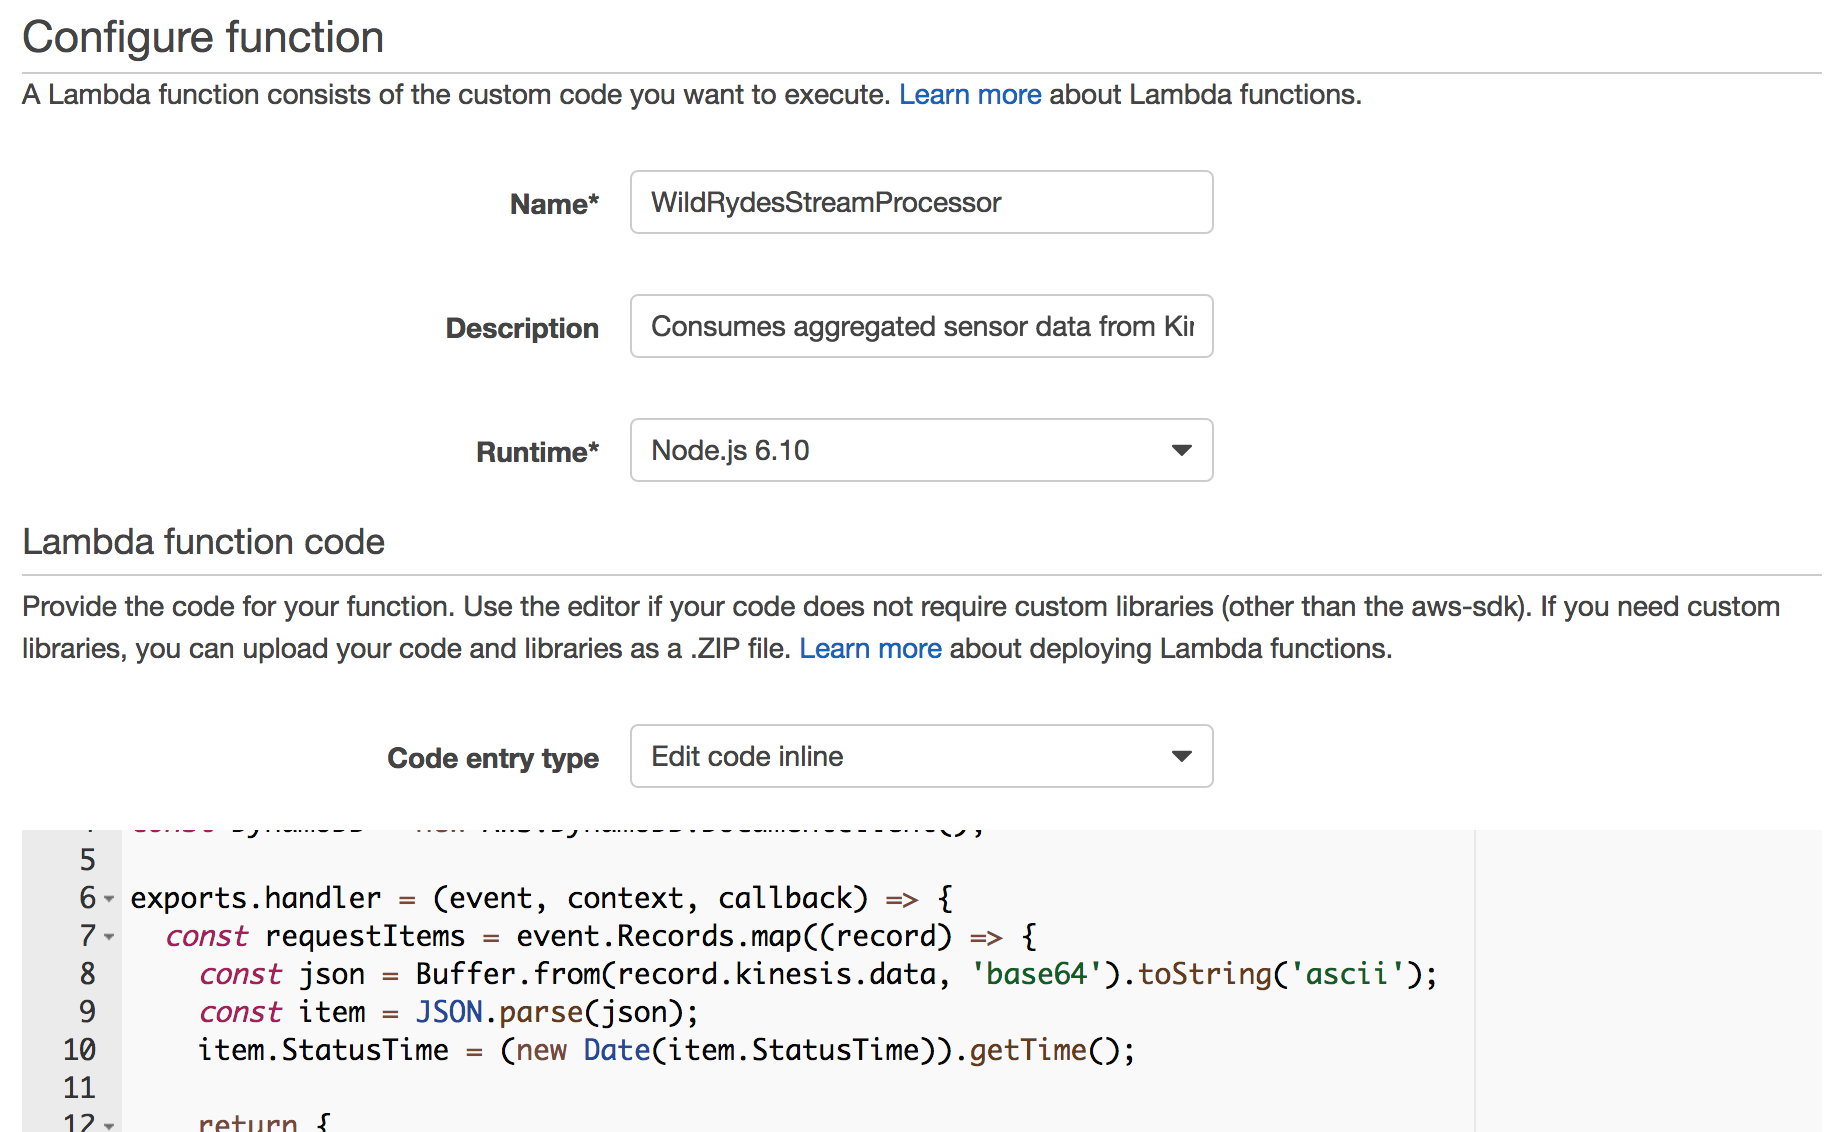 Configure function
A Lambda function consists of the custom code you want to execute. Learn more about Lambda functions.
Name* WildRydesStreamProcessor
Description Consumes aggregated sensor data from Kin
Runtime* Node.js 6.10
Lambda function code
Provide the code for your function. Use the editor if your code does not require custom libraries (other than the aws-sdk). If you need custom
libraries, you can upload your code and libraries as a .ZIP file. Learn more about deploying Lambda functions.
Code entry type Edit code inline
5
6 exports.handler = (event, context, callback) => {
7 const requestItems = event.Records.map((record) => {
8 const json = Buffer.from(record.kinesis.data, 'base64').toString('ascii');
9 const item = JSON.parse(json);
10 item.StatusTime = (new Date(item.StatusTime)).getTime();
11
12 return {